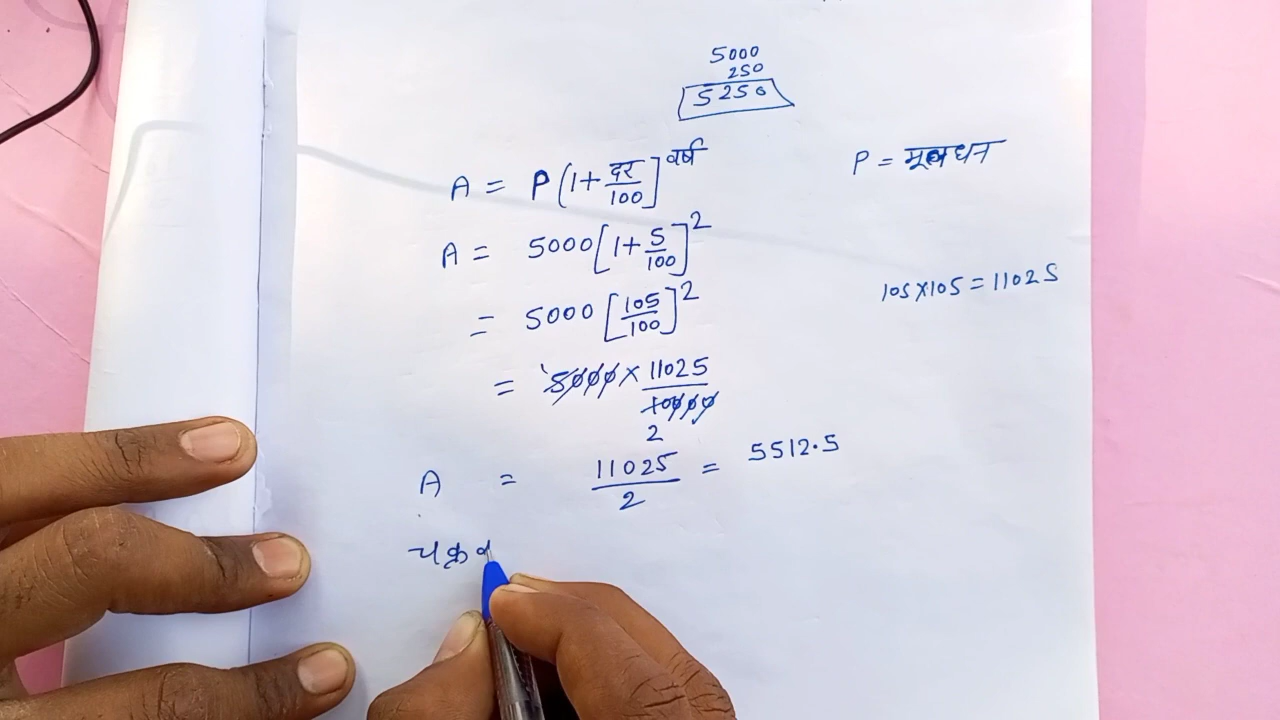 5000
250
5250
A = P(1+दर/100]वर्ष
P = मूलधन
A = 5000[1+5/100]2
105×105=11025
= 5000[105/100]2
= 5000×11025/10000
2
A = 11025/2 = 5512.5
चक्रव